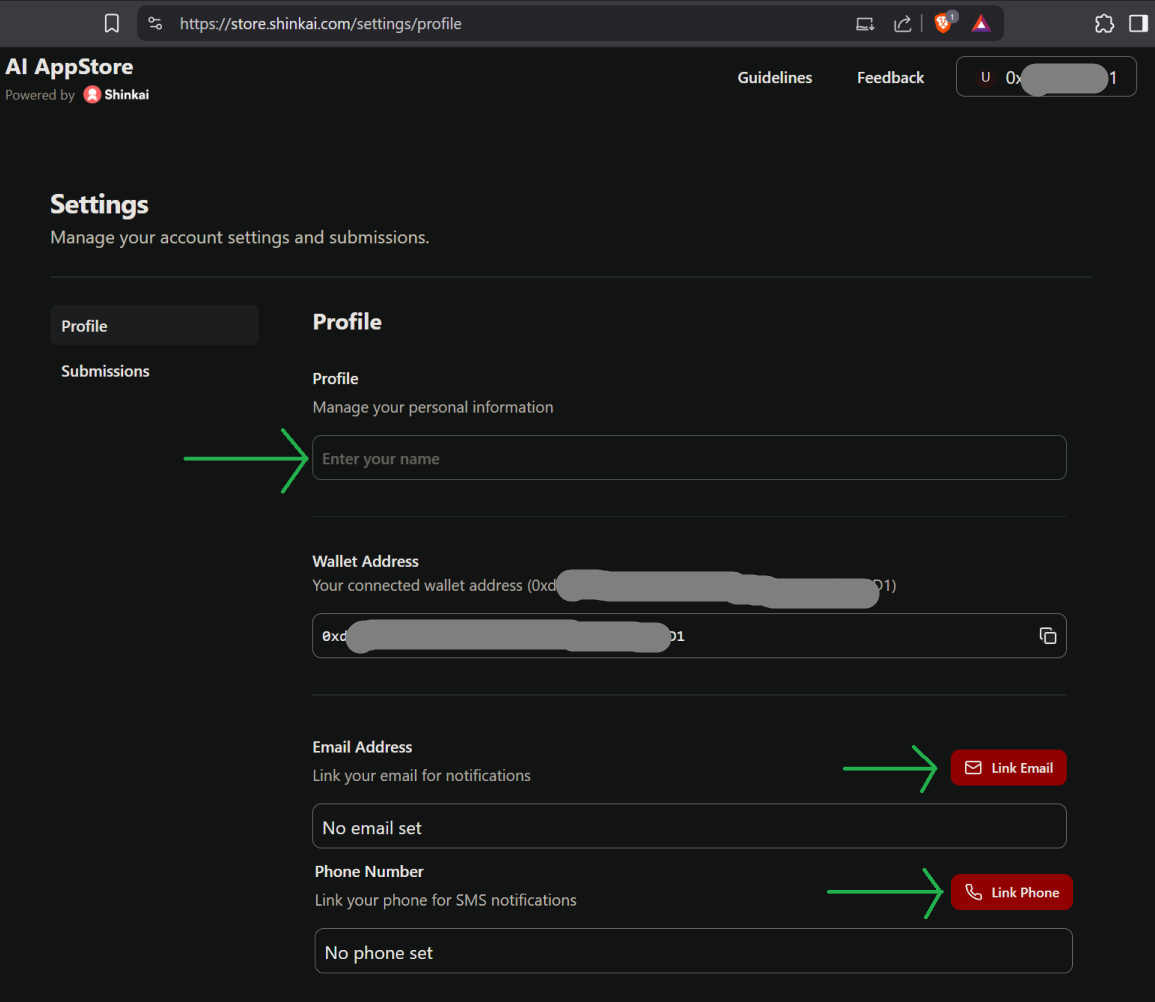 https://store.shinkai.com/settings/profile
1
AI AppStore
Powered by Shinkai
Guidelines
Feedback
U 0x 1
Settings
Manage your account settings and submissions.
Profile
Submissions
Profile
Profile
Manage your personal information
Enter your name
Wallet Address
Your connected wallet address (0xd D1)
0xd D1
Email Address
Link your email for notifications
Link Email
No email set
Phone Number
Link your phone for SMS notifications
Link Phone
No phone set